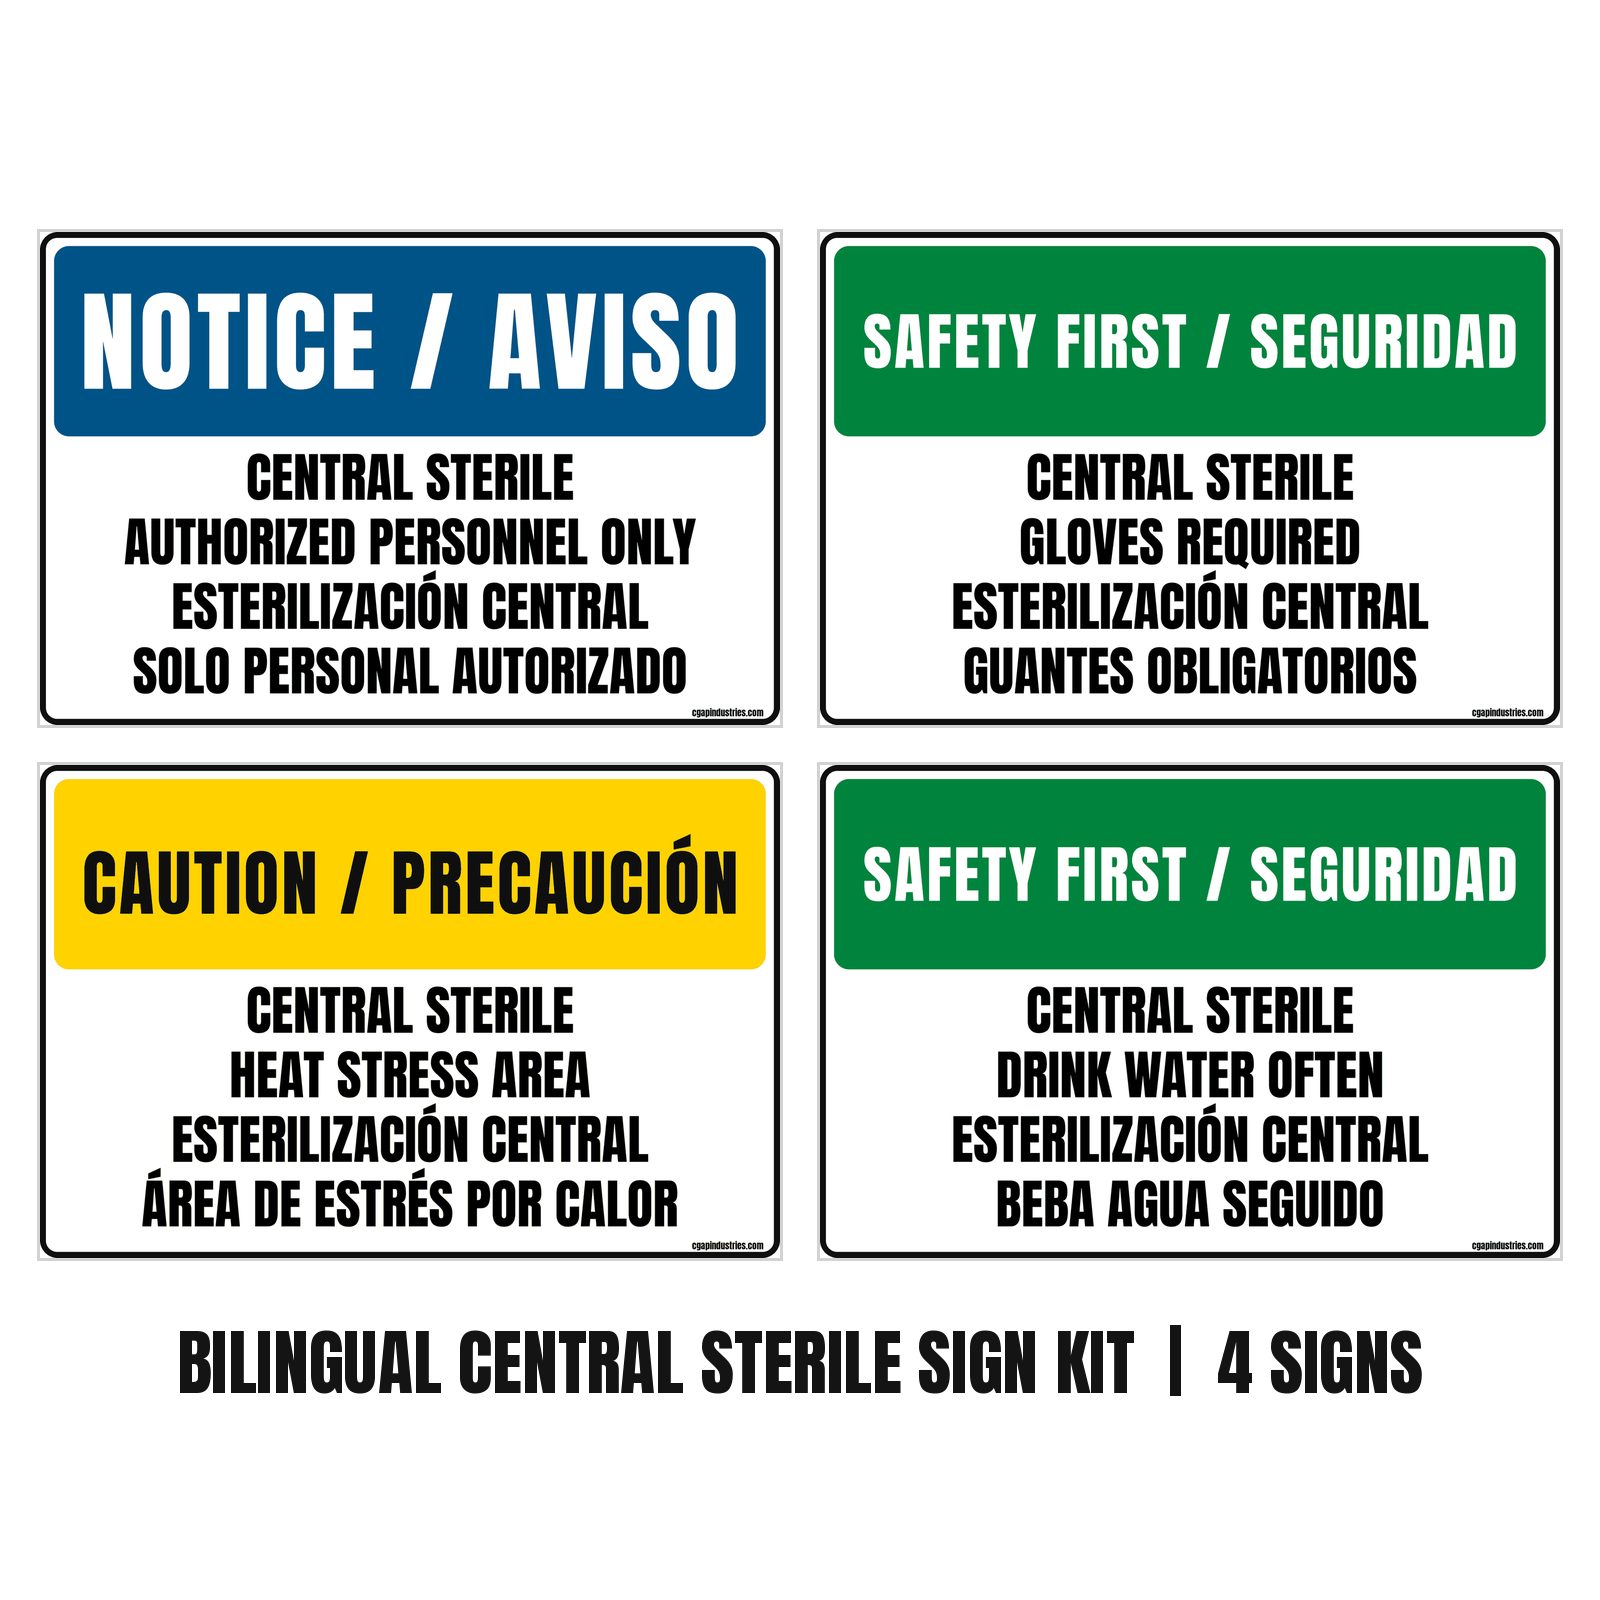 NOTICE / AVISO
CENTRAL STERILE
AUTHORIZED PERSONNEL ONLY
ESTERILIZACIÓN CENTRAL
SOLO PERSONAL AUTORIZADO
cgapindustries.com
SAFETY FIRST / SEGURIDAD
CENTRAL STERILE
GLOVES REQUIRED
ESTERILIZACIÓN CENTRAL
GUANTES OBLIGATORIOS
cgapindustries.com
CAUTION / PRECAUCIÓN
CENTRAL STERILE
HEAT STRESS AREA
ESTERILIZACIÓN CENTRAL
ÁREA DE ESTRÉS POR CALOR
cgapindustries.com
SAFETY FIRST / SEGURIDAD
CENTRAL STERILE
DRINK WATER OFTEN
ESTERILIZACIÓN CENTRAL
BEBA AGUA SEGUIDO
cgapindustries.com
BILINGUAL CENTRAL STERILE SIGN KIT | 4 SIGNS